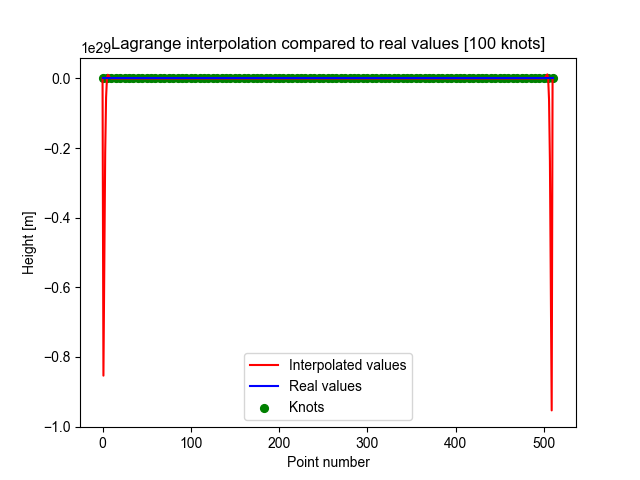 Lagrange interpolation compared to real values [100 knots]
1e29
0.0
−0.2
−0.4
−0.6
−0.8
−1.0
Height [m]
Interpolated values
Real values
Knots
0 100 200 300 400 500
Point number